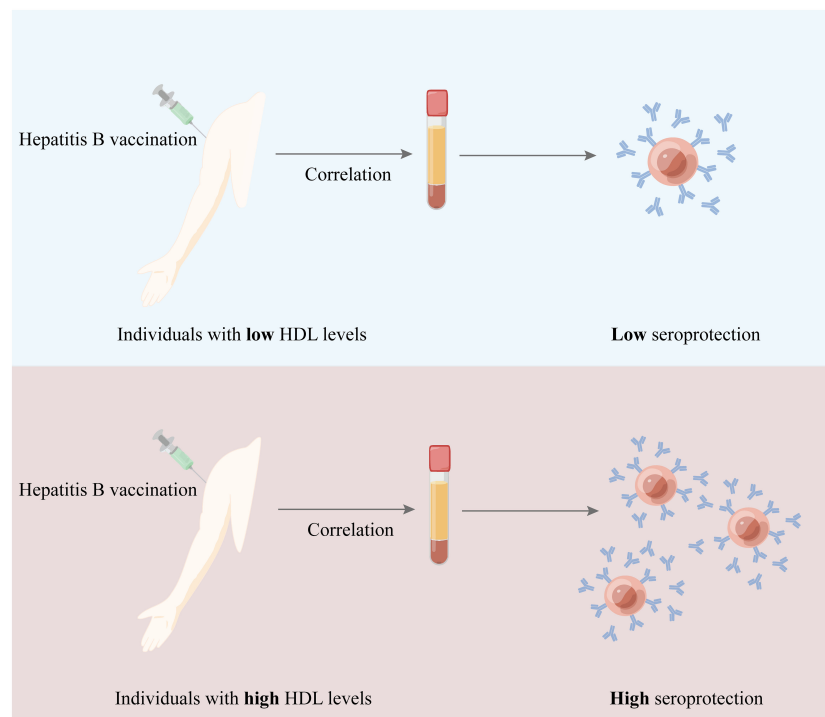 Hepatitis B vaccination
Correlation
Individuals with low HDL levels
Low seroprotection
Hepatitis B vaccination
Correlation
Individuals with high HDL levels
High seroprotection